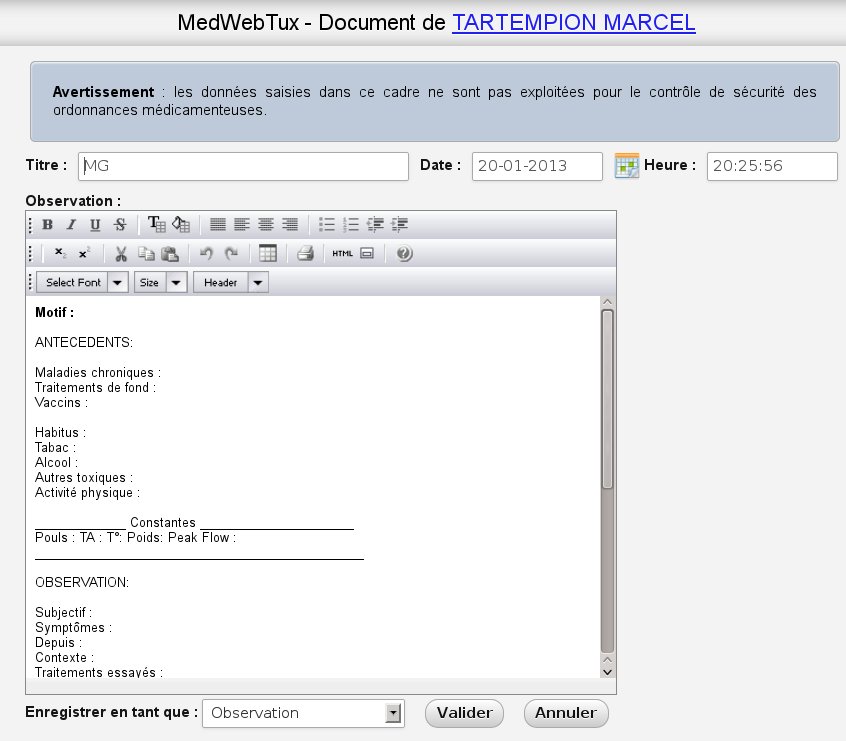 MedWebTux - Document de TARTEMPION MARCEL
Avertissement : les données saisies dans ce cadre ne sont pas exploitées pour le contrôle de sécurité des
ordonnances médicamenteuses.
Titre : MG Date : 20-01-2013 Heure : 20:25:56
Observation :
B I U S T
x₂ x² HTML ?
Select Font Size Header
Motif :
ANTECEDENTS:
Maladies chroniques :
Traitements de fond :
Vaccins :
Habitus :
Tabac :
Alcool :
Autres toxiques :
Activité physique :
_____________ Constantes ______________________
Pouls : TA : T°: Poids: Peak Flow :
_______________________________________________
OBSERVATION:
Subjectif :
Symptômes :
Depuis :
Contexte :
Traitements essayés :
Enregistrer en tant que : Observation Valider Annuler